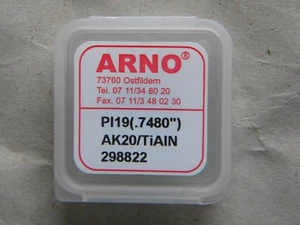 ARNO®
73760 Ostfildern
Tel. 07 11/34 80 20
Fax. 07 11/3 48 02 30
PI19(.7480")
AK20/TiAlN
298822